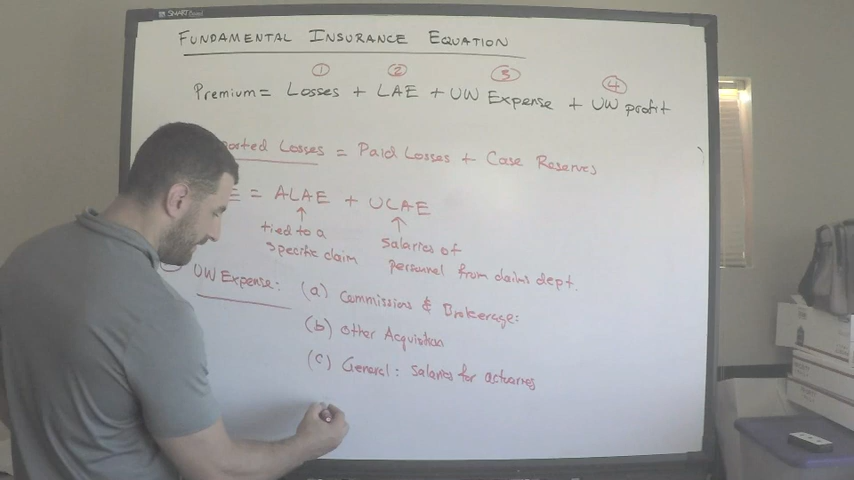 SMART Board
FUNDAMENTAL INSURANCE EQUATION
① ② ③ ④
Premium = Losses + LAE + UW Expense + UW profit
Losses = Paid Losses + Case Reserves
= ALAE + ULAE
tied to a specific claim
salaries of personnel from claims dept.
UW Expense: (a) Commissions & Brokerage:
(b) Other Acquisition
(c) General: Salaries for actuaries